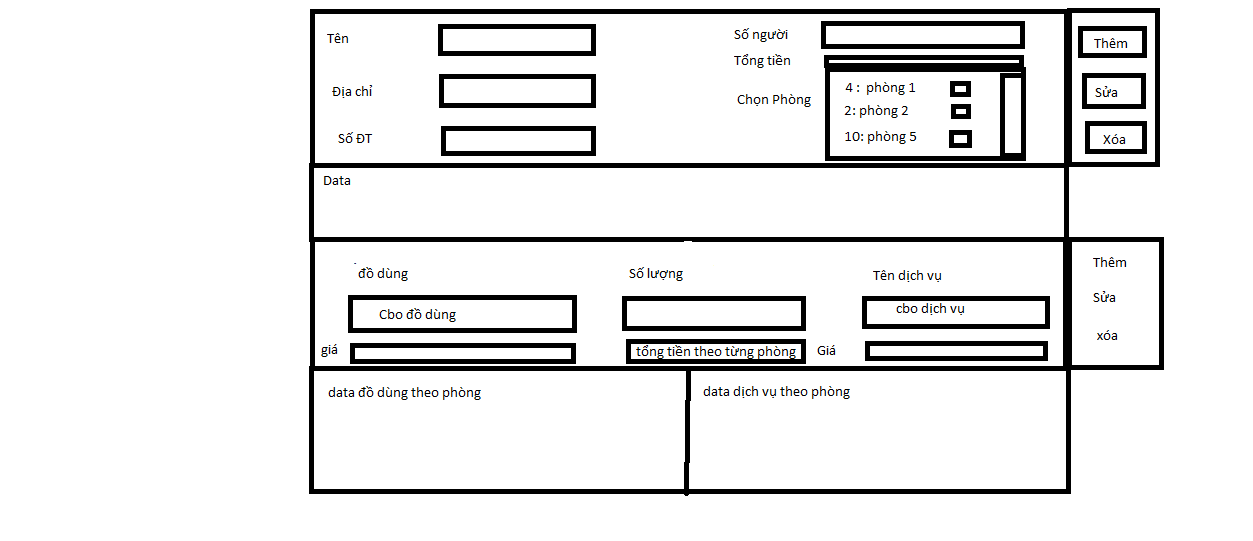 Tên
Số người
Thêm
Tổng tiền
Địa chỉ
Chọn Phòng
4 : phòng 1
Sửa
2: phòng 2
Số ĐT
10: phòng 5
Xóa
Data
đồ dùng
Số lượng
Tên dịch vụ
Thêm
Cbo đồ dùng
cbo dịch vụ
Sửa
giá
tổng tiền theo từng phòng
Giá
xóa
data đồ dùng theo phòng
data dịch vụ theo phòng